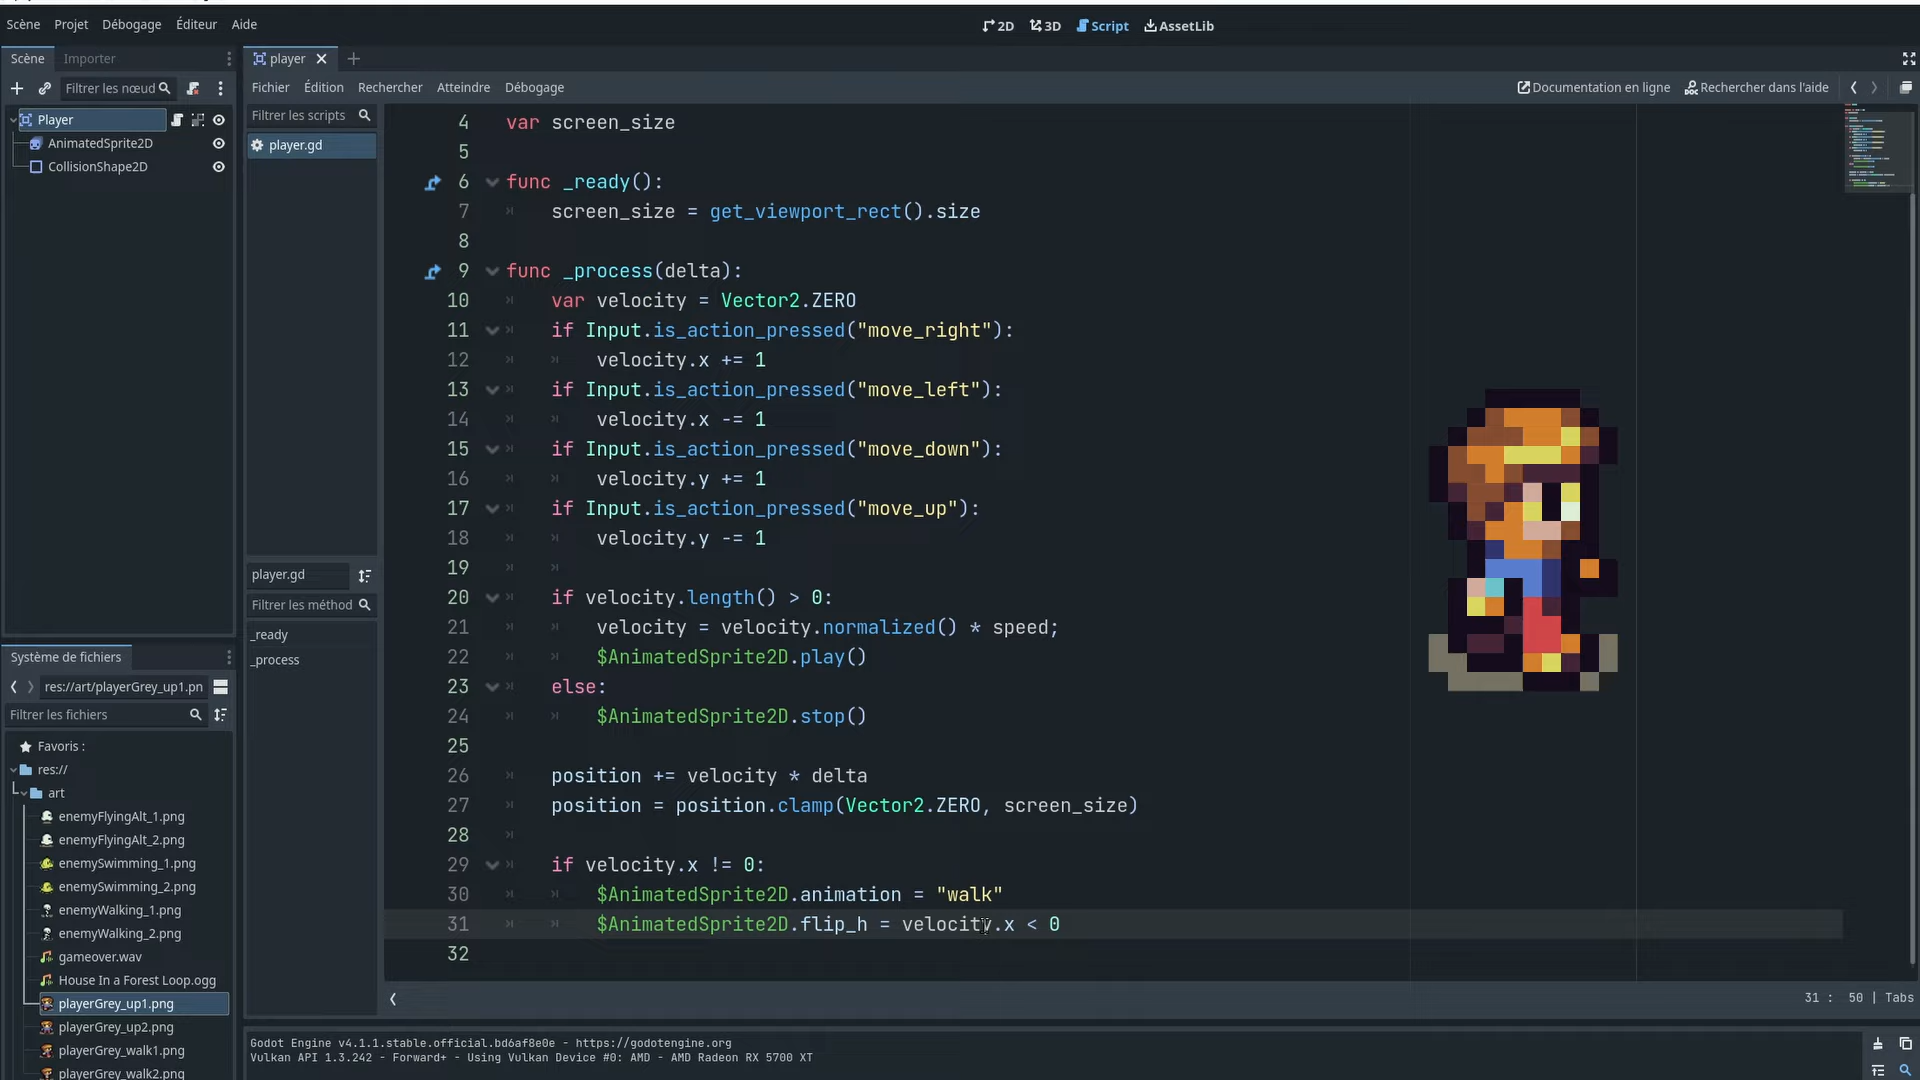 Scène Projet Débogage Éditeur Aide
2D 3D Script AssetLib
Scène Importer
Filtrer les nœud
Player
AnimatedSprite2D
CollisionShape2D
player
Fichier Édition Rechercher Atteindre Débogage
Documentation en ligne Rechercher dans l'aide
Filtrer les scripts
player.gd
player.gd
Filtrer les méthod
_ready
_process
4 var screen_size
5
6 func _ready():
7 screen_size = get_viewport_rect().size
8
9 func _process(delta):
10 var velocity = Vector2.ZERO
11 if Input.is_action_pressed("move_right"):
12 velocity.x += 1
13 if Input.is_action_pressed("move_left"):
14 velocity.x -= 1
15 if Input.is_action_pressed("move_down"):
16 velocity.y += 1
17 if Input.is_action_pressed("move_up"):
18 velocity.y -= 1
19
20 if velocity.length() > 0:
21 velocity = velocity.normalized() * speed;
22 $AnimatedSprite2D.play()
23 else:
24 $AnimatedSprite2D.stop()
25
26 position += velocity * delta
27 position = position.clamp(Vector2.ZERO, screen_size)
28
29 if velocity.x != 0:
30 $AnimatedSprite2D.animation = "walk"
31 $AnimatedSprite2D.flip_h = velocity.x < 0
32
31 : 50 | Tabs
Système de fichiers
res://art/playerGrey_up1.pn
Filtrer les fichiers
Favoris :
res://
art
enemyFlyingAlt_1.png
enemyFlyingAlt_2.png
enemySwimming_1.png
enemySwimming_2.png
enemyWalking_1.png
enemyWalking_2.png
gameover.wav
House In a Forest Loop.ogg
playerGrey_up1.png
playerGrey_up2.png
playerGrey_walk1.png
playerGrey_walk2.png
Godot Engine v4.1.1.stable.official.bd6af8e0e - https://godotengine.org
Vulkan API 1.3.242 - Forward+ - Using Vulkan Device #0: AMD - AMD Radeon RX 5700 XT